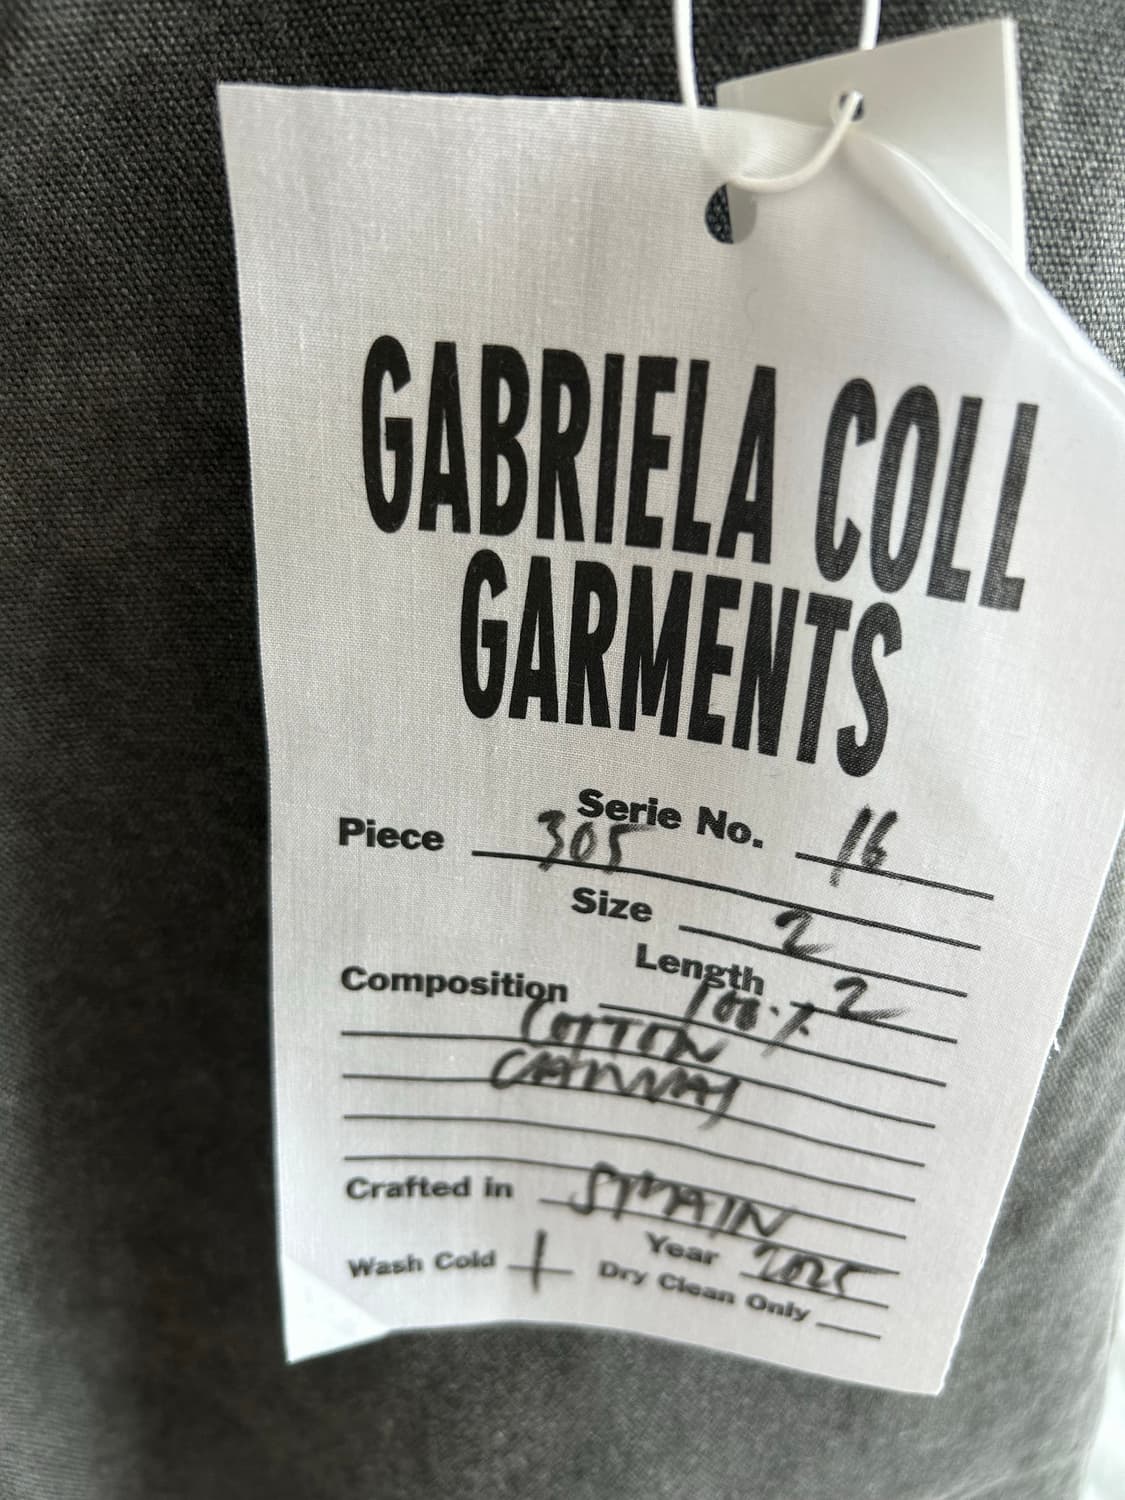 GABRIELA COLL
GARMENTS
Serie No. 16
Piece 305
Size 2
Length 2
Composition 100%
COTTON
CANVAS
Crafted in SPAIN
Year 2025
Wash Cold
Dry Clean Only